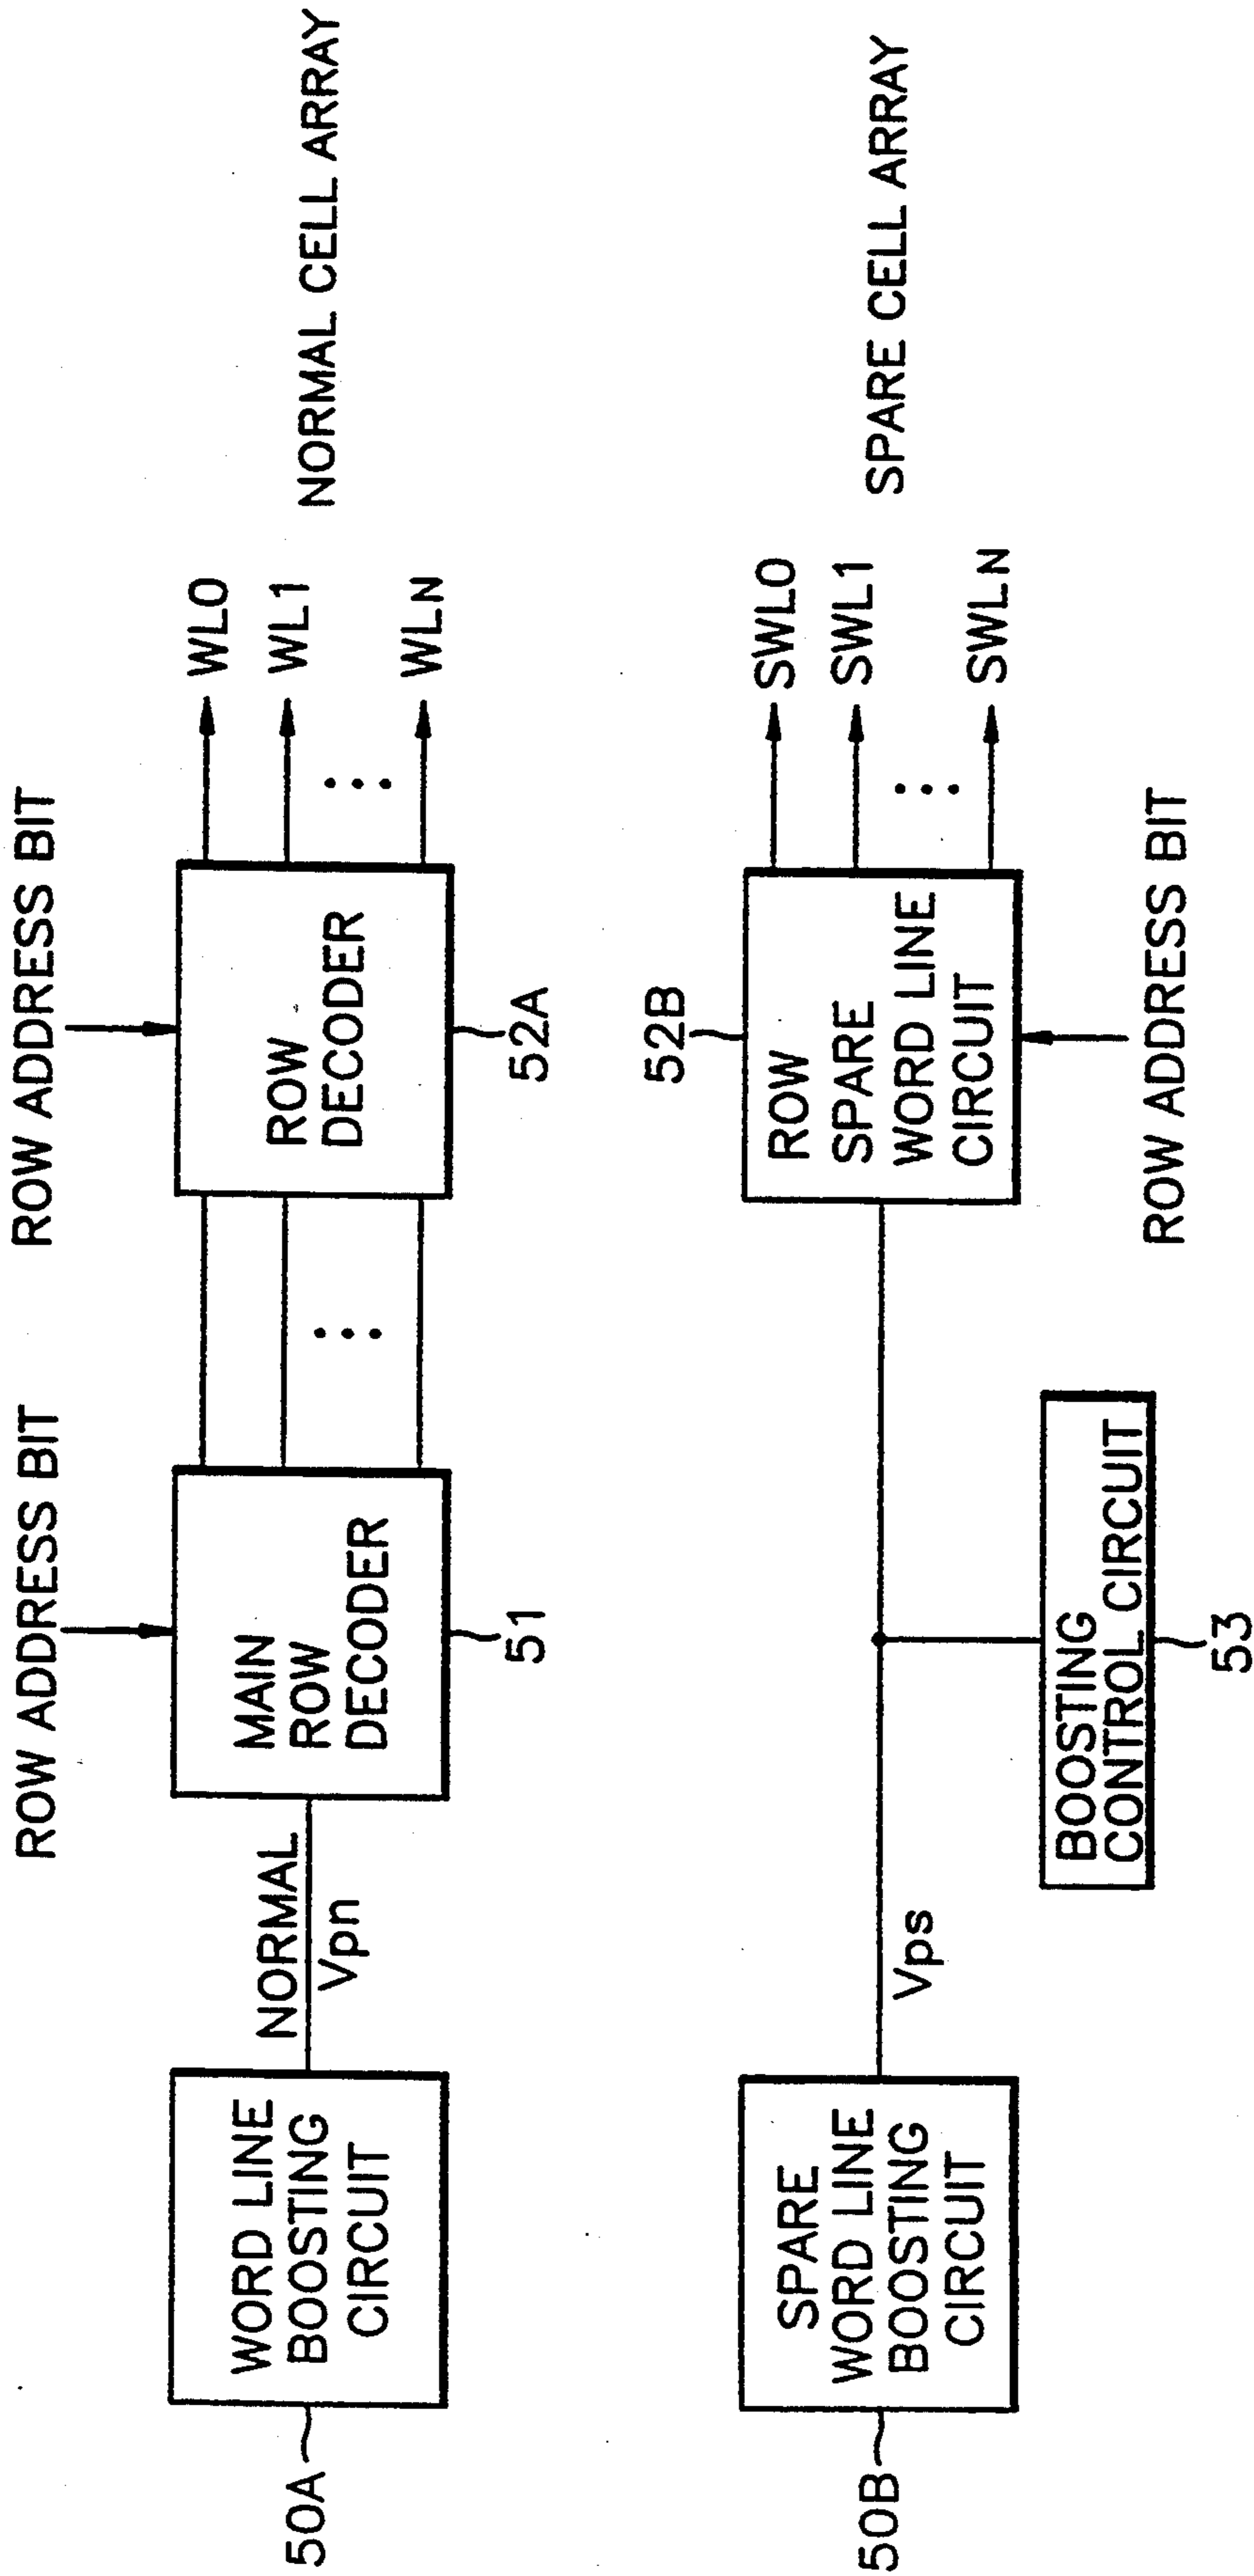 ROW ADDRESS BIT
ROW ADDRESS BIT
50A
WORD LINE
BOOSTING
CIRCUIT
NORMAL
Vpn
MAIN
ROW
DECODER
51
ROW
DECODER
52A
WL0
WL1
WLN
NORMAL CELL ARRAY
50B
SPARE
WORD LINE
BOOSTING
CIRCUIT
Vps
BOOSTING
CONTROL CIRCUIT
53
52B
ROW
SPARE
WORD LINE
CIRCUIT
SWL0
SWL1
SWLN
SPARE CELL ARRAY
ROW ADDRESS BIT